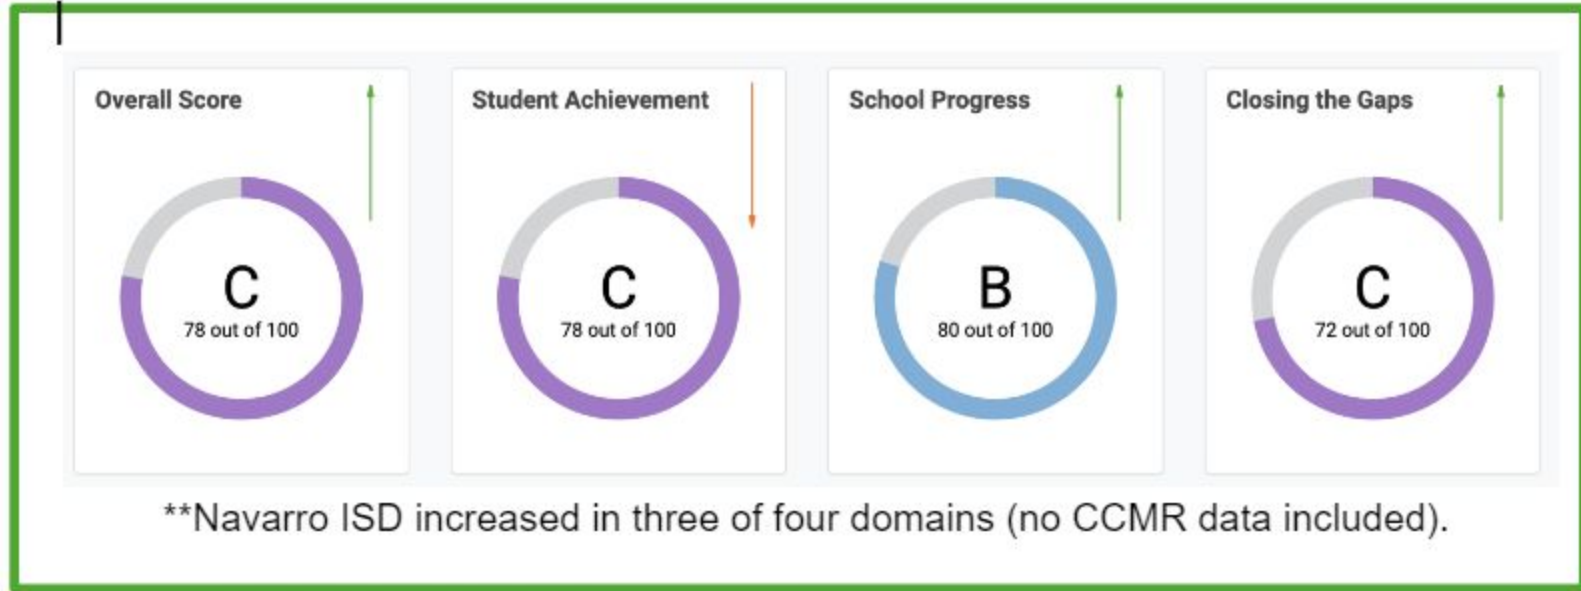 Overall Score
C
78 out of 100
Student Achievement
C
78 out of 100
School Progress
B
80 out of 100
Closing the Gaps
C
72 out of 100
**Navarro ISD increased in three of four domains (no CCMR data included).